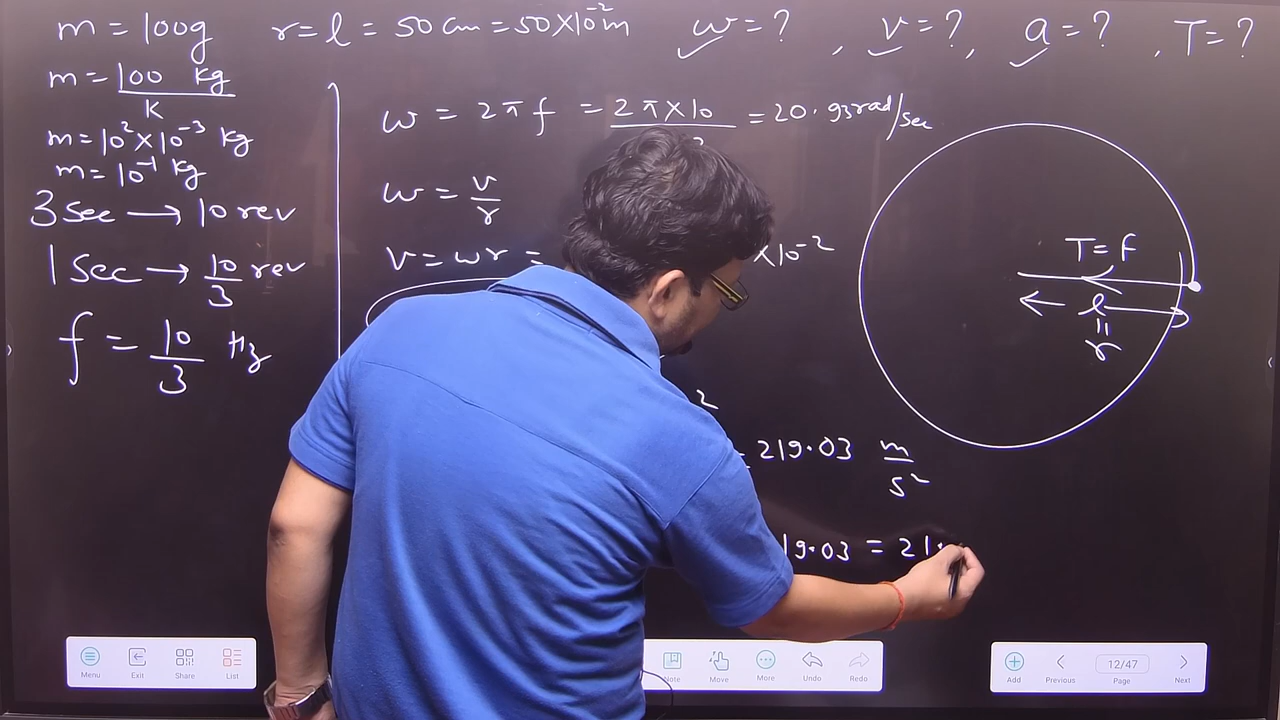 m = 100g r = l = 50 cm = 50×10⁻² m ω = ? , v = ?, a = ? , T = ?
m = 100 kg
K
m = 10² × 10⁻³ kg
m = 10⁻¹ kg
3 Sec → 10 rev
1 Sec → 10/3 rev
f = 10/3 Hz
ω = 2πf = 2π×10 = 20.93 rad/sec
ω = v/r
v = ωr = ×10⁻²
2
= 219.03 m/s²
19.03 = 21.
T = f
l
=
r
Menu Exit Share List
Note Move More Undo Redo
Add Previous 12/47 Page Next